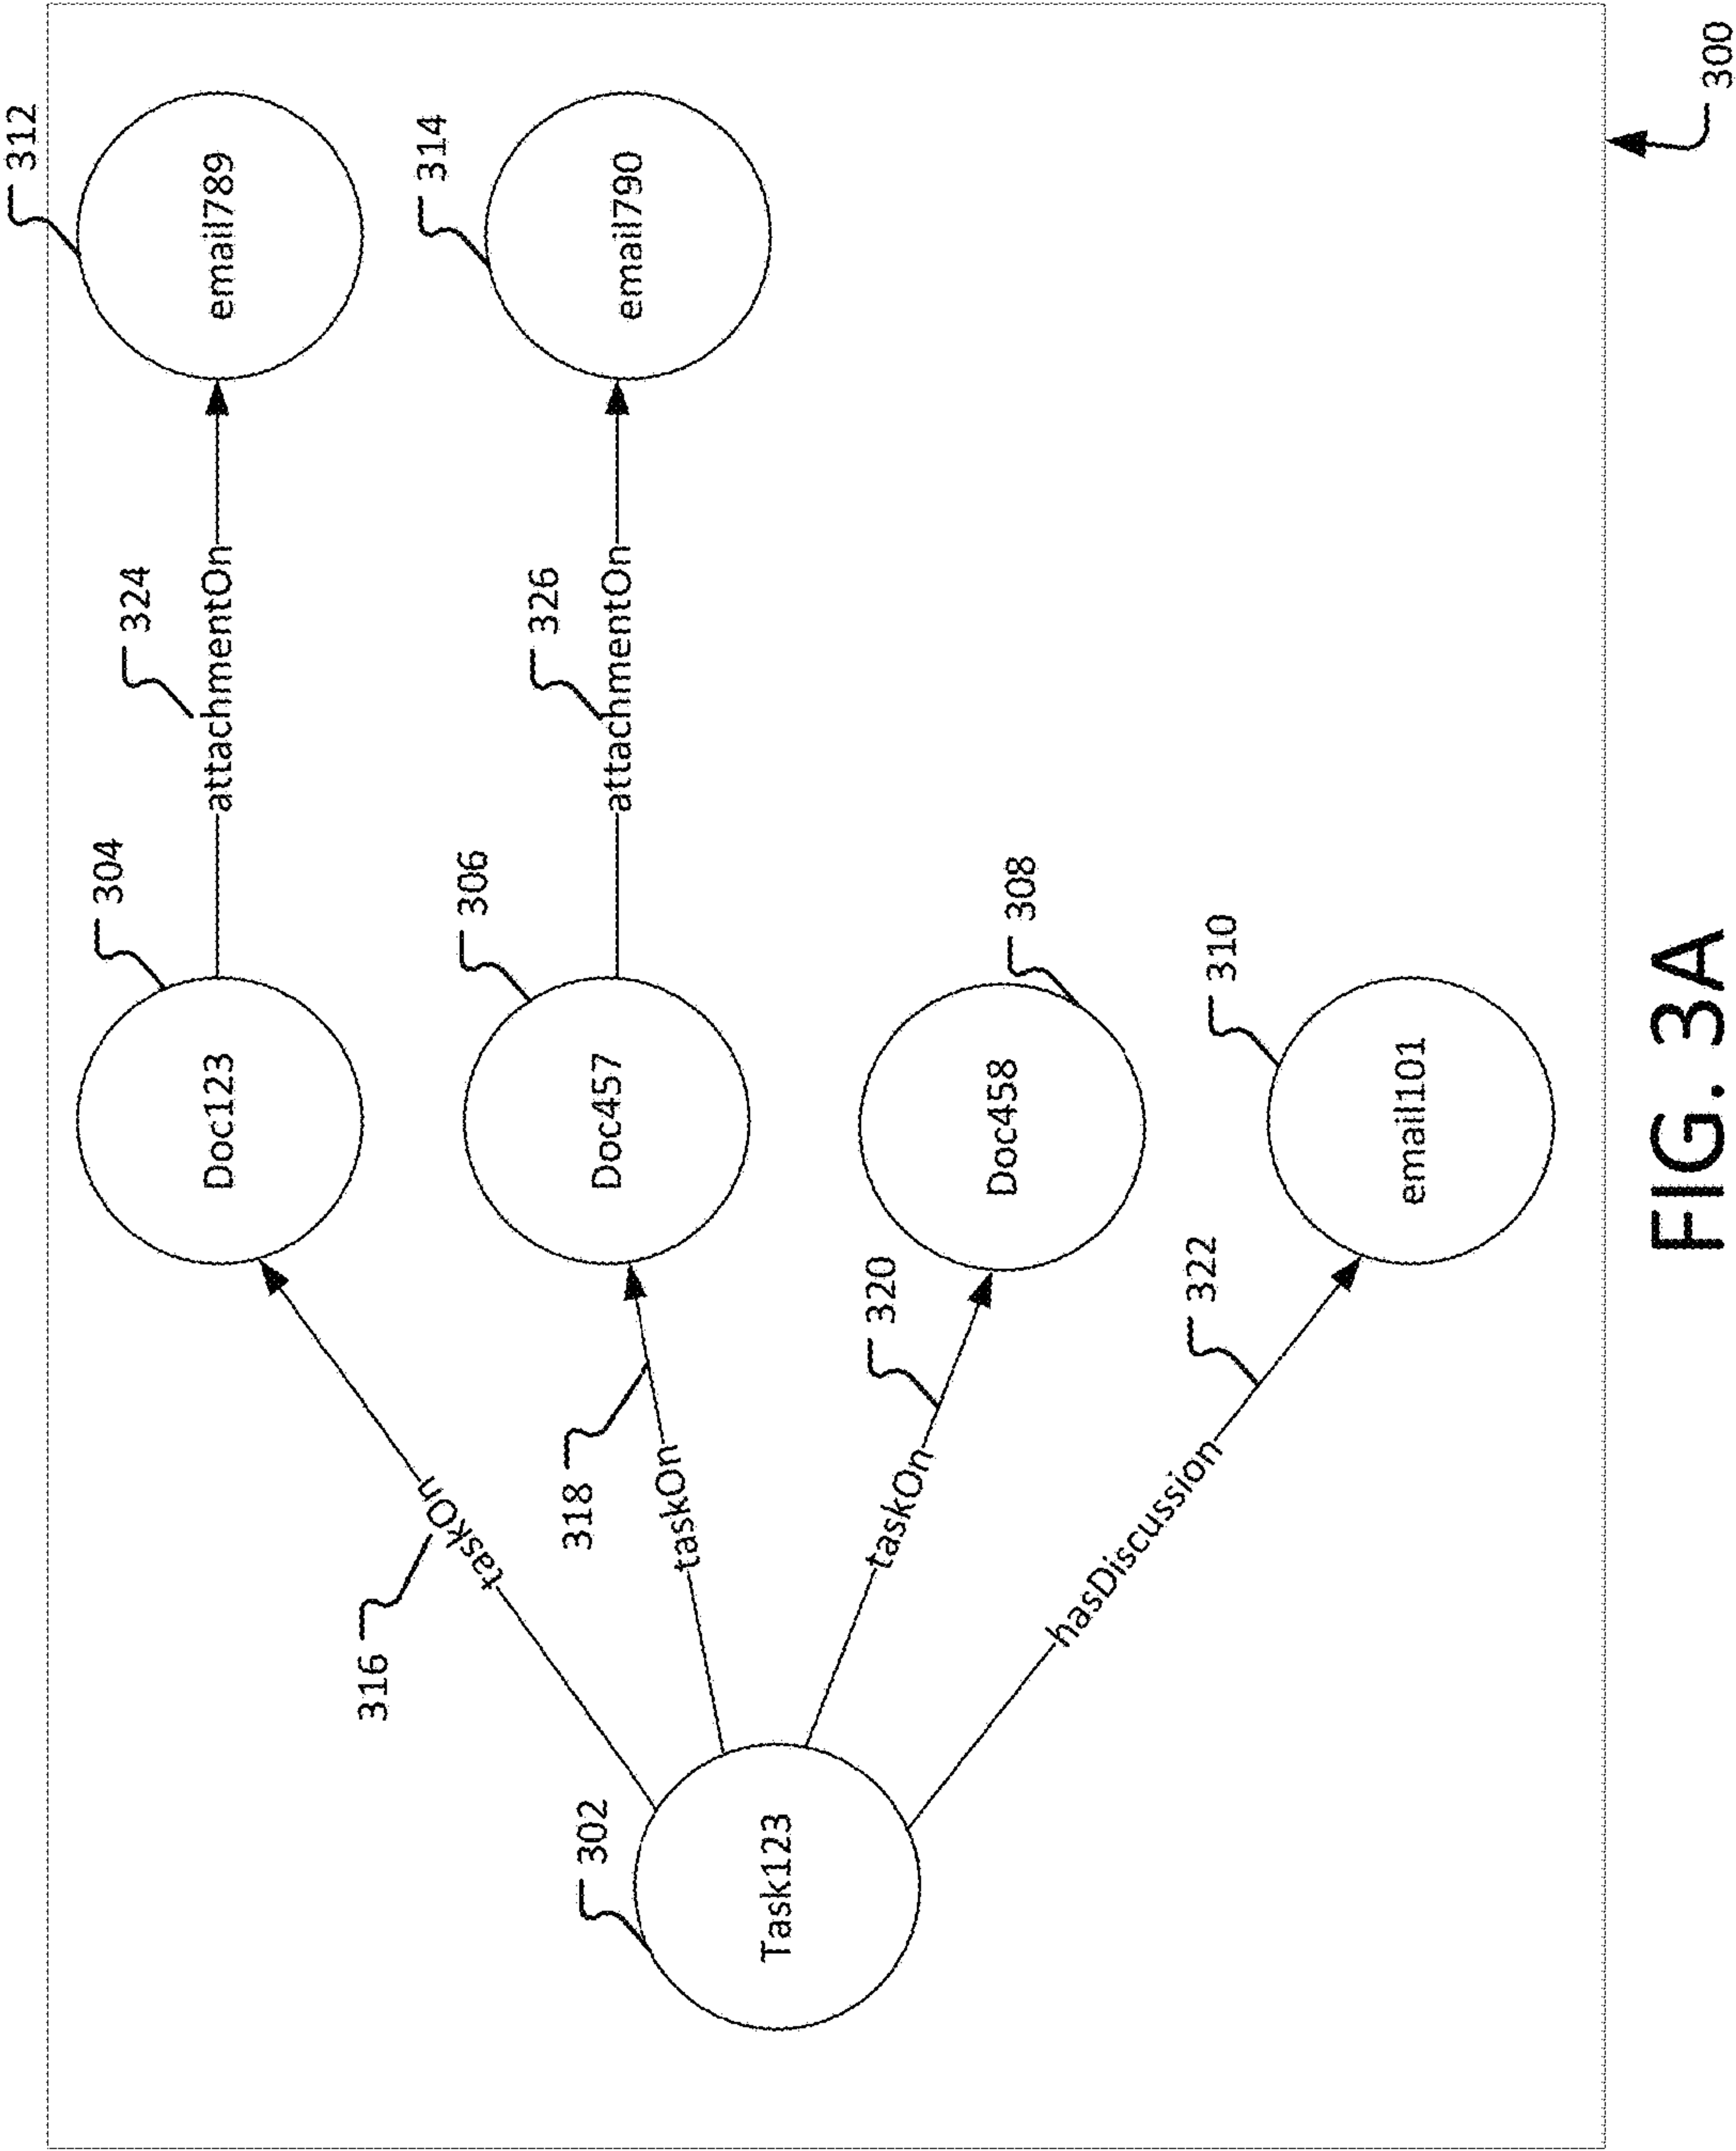 312
324
304
email789
attachmentOn
Doc123
316
taskOn
314
326
306
email790
attachmentOn
Doc457
318
taskOn
302
Task123
308
Doc458
320
taskOn
310
email101
322
hasDiscussion
300
FIG. 3A